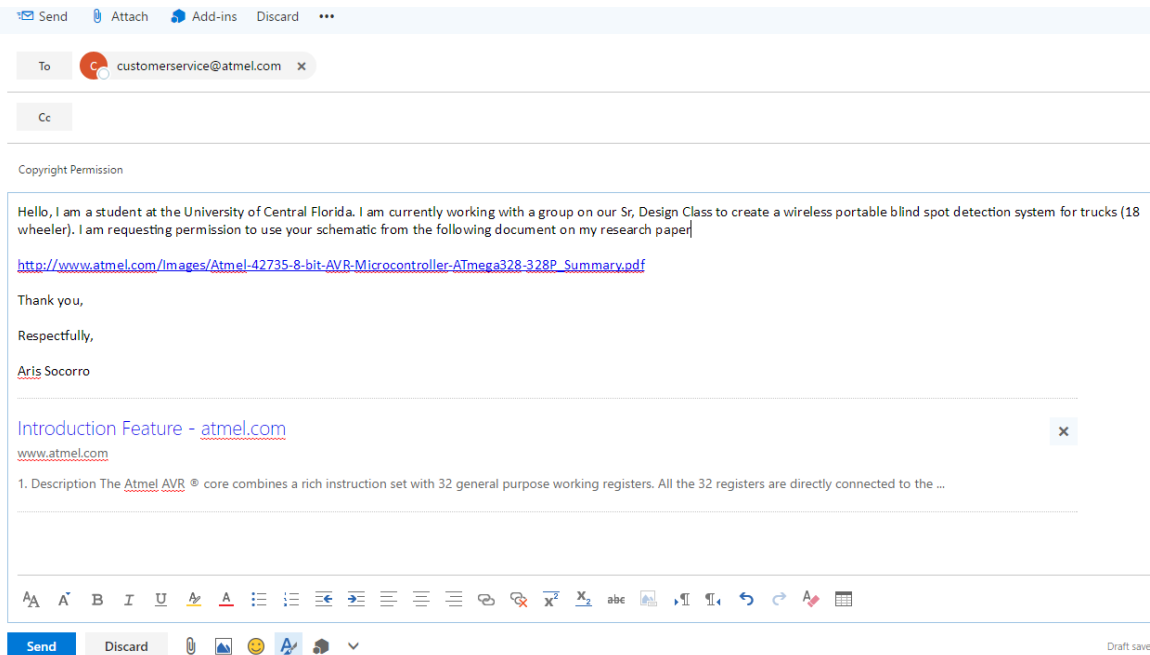 Send Attach Add-ins Discard •••
To C customerservice@atmel.com x
Cc
Copyright Permission
Hello, I am a student at the University of Central Florida. I am currently working with a group on our Sr, Design Class to create a wireless portable blind spot detection system for trucks (18
wheeler). I am requesting permission to use your schematic from the following document on my research paper
http://www.atmel.com/Images/Atmel-42735-8-bit-AVR-Microcontroller-ATmega328-328P_Summary.pdf
Thank you,
Respectfully,
Aris Socorro
Introduction Feature - atmel.com
www.atmel.com
1. Description The Atmel AVR ® core combines a rich instruction set with 32 general purpose working registers. All the 32 registers are directly connected to the ...
AA A B I U A x² x₂ abc ¶ ¶ A
Send Discard Draft save